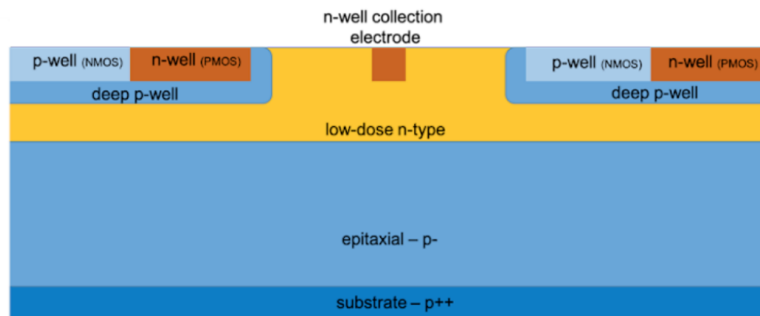 n-well collection
electrode
p-well (NMOS) n-well (PMOS) p-well (NMOS) n-well (PMOS)
deep p-well deep p-well
low-dose n-type
epitaxial – p-
substrate – p++